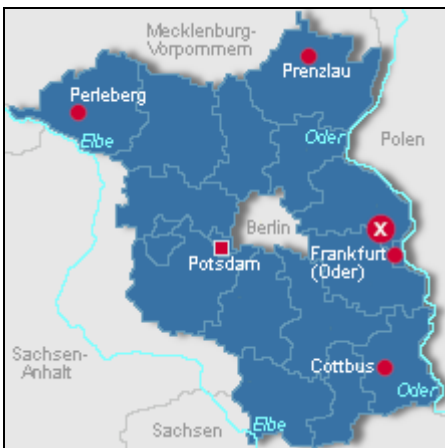 Mecklenburg-
Vorpommern
Prenzlau
Perleberg
Elbe
Oder
Polen
Berlin
X
Potsdam
Frankfurt
(Oder)
Sachsen-
Anhalt
Cottbus
Oder
Elbe
Sachsen